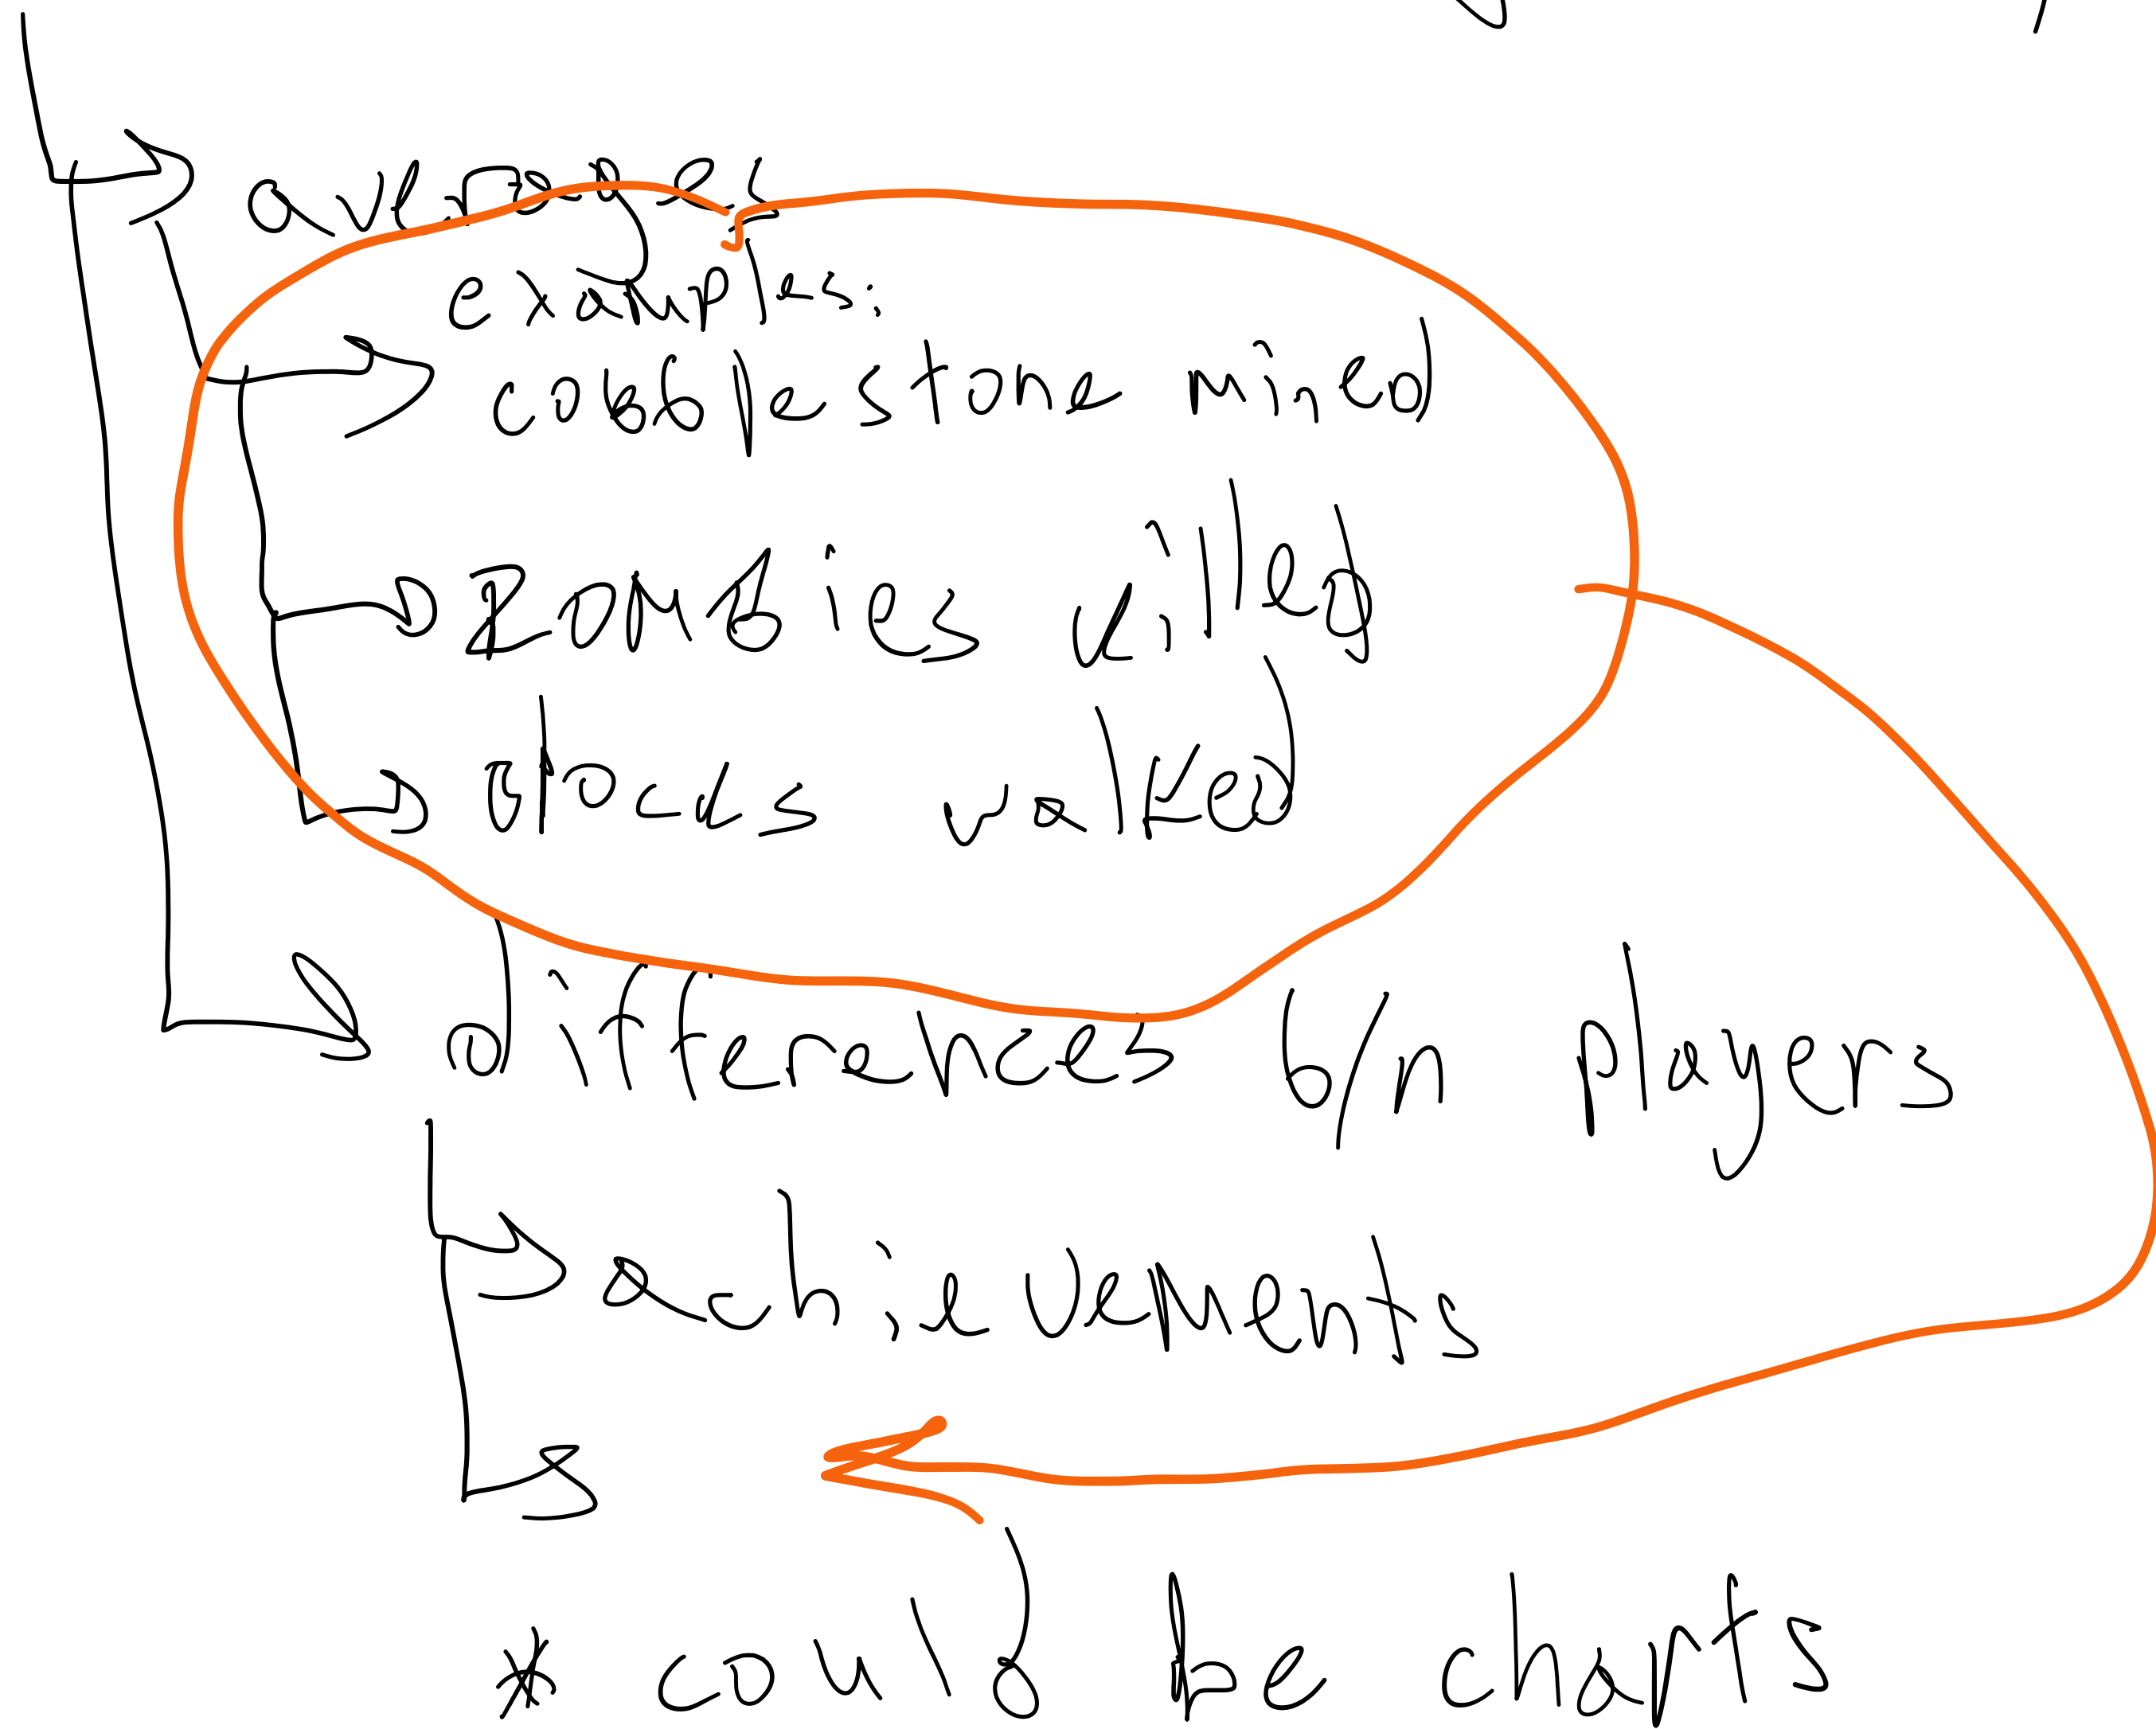 averages
examples:
cobblestone mined
zombies killed
blocks walked
differences b/n players
achievements
* could be charts